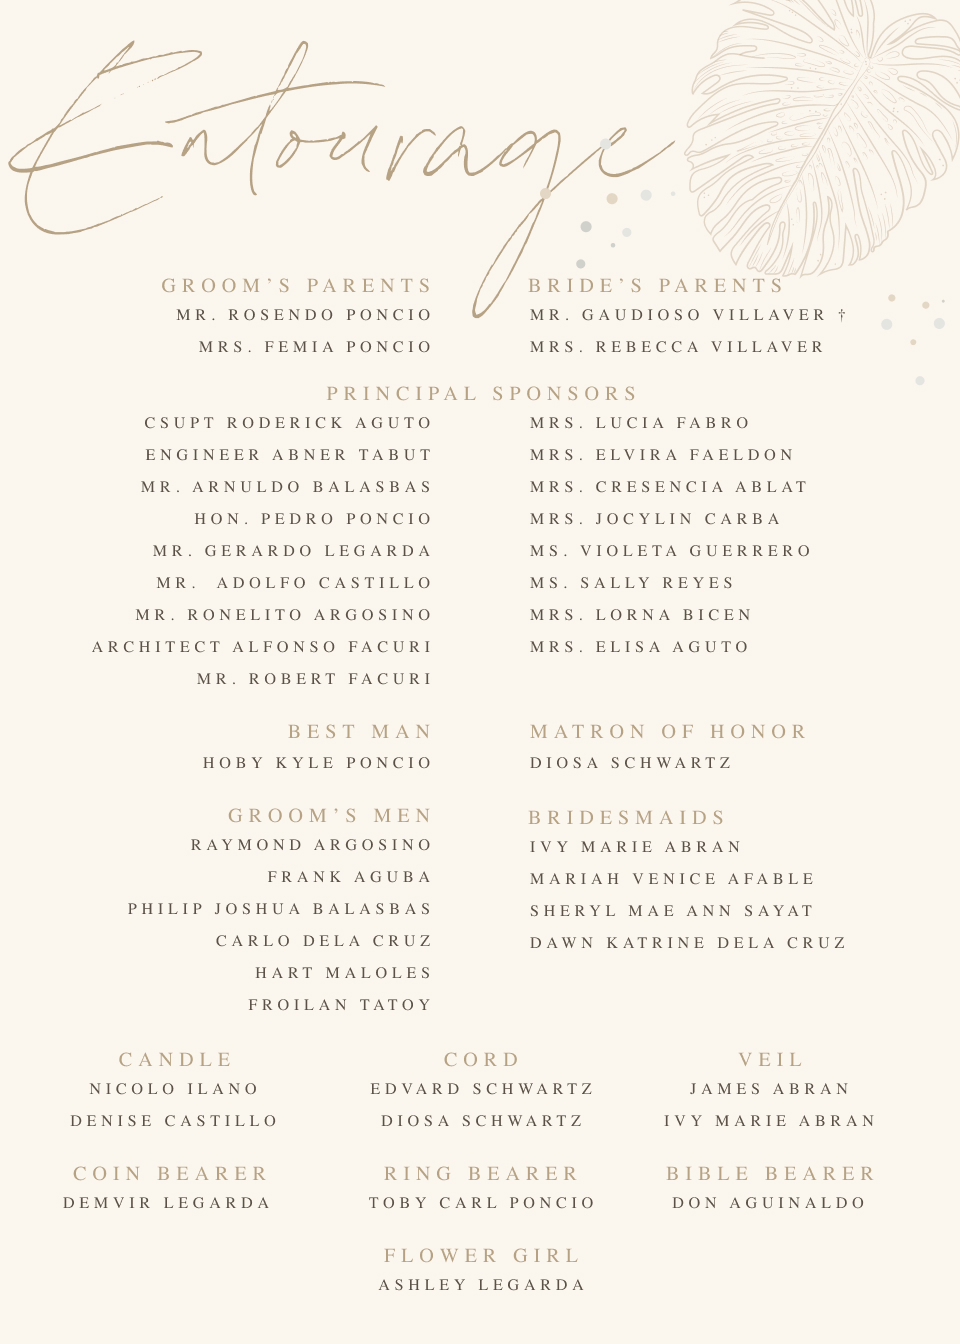 Entourage
GROOM’S PARENTS
MR. ROSENDO PONCIO
MRS. FEMIA PONCIO
BRIDE’S PARENTS
MR. GAUDIOSO VILLAVER †
MRS. REBECCA VILLAVER
PRINCIPAL SPONSORS
CSUPT RODERICK AGUTO
ENGINEER ABNER TABUT
MR. ARNULDO BALASBAS
HON. PEDRO PONCIO
MR. GERARDO LEGARDA
MR. ADOLFO CASTILLO
MR. RONELITO ARGOSINO
ARCHITECT ALFONSO FACURI
MR. ROBERT FACURI
MRS. LUCIA FABRO
MRS. ELVIRA FAELDON
MRS. CRESENCIA ABLAT
MRS. JOCYLIN CARBA
MS. VIOLETA GUERRERO
MS. SALLY REYES
MRS. LORNA BICEN
MRS. ELISA AGUTO
BEST MAN
HOBY KYLE PONCIO
MATRON OF HONOR
DIOSA SCHWARTZ
GROOM’S MEN
RAYMOND ARGOSINO
FRANK AGUBA
PHILIP JOSHUA BALASBAS
CARLO DELA CRUZ
HART MALOLES
FROILAN TATOY
BRIDESMAIDS
IVY MARIE ABRAN
MARIAH VENICE AFABLE
SHERYL MAE ANN SAYAT
DAWN KATRINE DELA CRUZ
CANDLE
NICOLO ILANO
DENISE CASTILLO
CORD
EDVARD SCHWARTZ
DIOSA SCHWARTZ
VEIL
JAMES ABRAN
IVY MARIE ABRAN
COIN BEARER
DEMVIR LEGARDA
RING BEARER
TOBY CARL PONCIO
BIBLE BEARER
DON AGUINALDO
FLOWER GIRL
ASHLEY LEGARDA